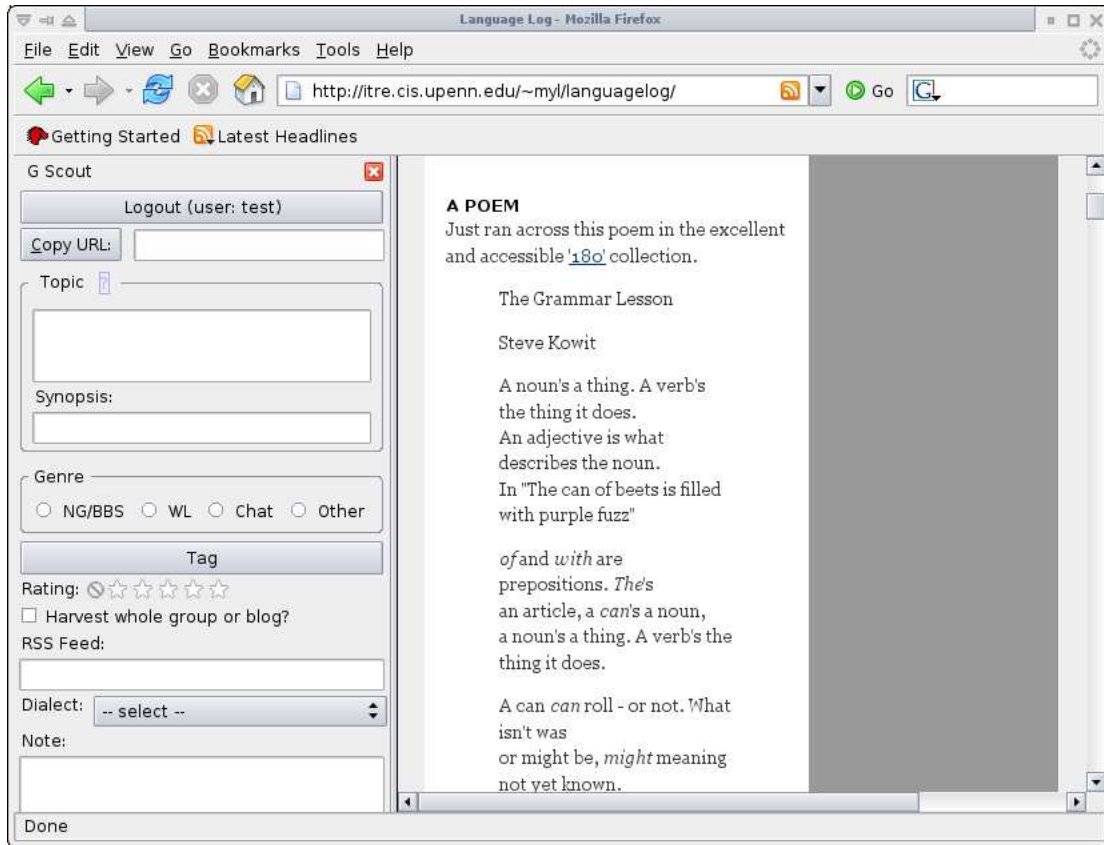 Language Log - Mozilla Firefox
File Edit View Go Bookmarks Tools Help
http://itre.cis.upenn.edu/~myl/languagelog/ Go G
Getting Started Latest Headlines
G Scout
Logout (user: test)
Copy URL:
Topic ?
Synopsis:
Genre
NG/BBS WL Chat Other
Tag
Rating:
Harvest whole group or blog?
RSS Feed:
Dialect: -- select --
Note:
A POEM
Just ran across this poem in the excellent
and accessible '180' collection.
The Grammar Lesson
Steve Kowit
A noun's a thing. A verb's
the thing it does.
An adjective is what
describes the noun.
In "The can of beets is filled
with purple fuzz"
of and with are
prepositions. The's
an article, a can's a noun,
a noun's a thing. A verb's the
thing it does.
A can can roll - or not. What
isn't was
or might be, might meaning
not yet known.
Done